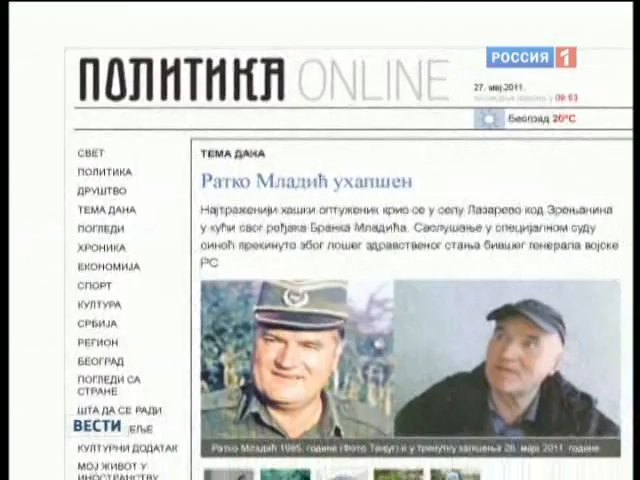 РОССИЯ 1
ПОЛИТИКА ONLINE
27. мај 2011.
09:53
Београд 20°C
СВЕТ
ПОЛИТИКА
ДРУШТВО
ТЕМА ДАНА
ПОГЛЕДИ
ХРОНИКА
ЕКОНОМИЈА
СПОРТ
КУЛТУРА
СРБИЈА
РЕГИОН
БЕОГРАД
ПОГЛЕДИ СА
СТРАНЕ
ШТА ДА СЕ РАДИ
ВЕСТИ
КУЛТУРНИ ДОДАТАК
МОЈ ЖИВОТ У
ИНОСТРАНСТВУ
ТЕМА ДАНА
Ратко Младић ухапшен
Најтраженији хашки оптуженик крио се у селу Лазарево код Зрењанина
у кући свог рођака Бранка Младића. Саслушање у специјалном суду
синоћ прекинуто због лошег здравственог стања бившег генерала војске
РС
Ратко Младић 1995. године (Фото Танјуг) и у тренутку хапшења 26. маја 2011. године